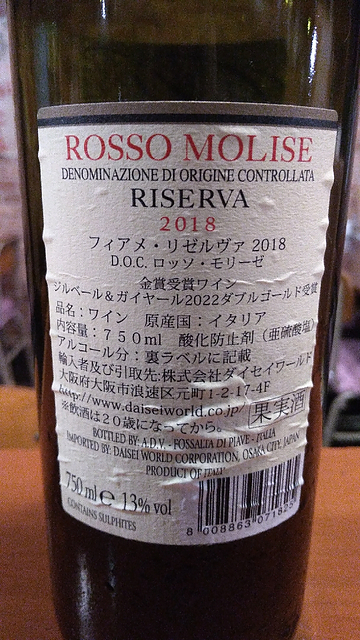 ROSSO MOLISE
DENOMINAZIONE DI ORIGINE CONTROLLATA
RISERVA
2018
フィアメ・リゼルヴァ 2018
D.O.C. ロッソ・モリーゼ
金賞受賞ワイン
ジルベール＆ガイヤール2022ダブルゴールド受賞
品名：ワイン 原産国：イタリア
内容量：７５０ml 酸化防止剤（亜硫酸塩）
アルコール分：裏ラベルに記載
輸入者及び引取先:株式会社ダイセイワールド
大阪府大阪市浪速区元町1-2-17-4F
http://www.daiseiworld.co.jp/
※飲酒は２０歳になってから。 果実酒
BOTTLED BY: A.D.V. - FOSSALTA DI PIAVE - ITALIA
IMPORTED BY: DAISEI WORLD CORPORATION, OSAKA CITY, JAPAN
PRODUCT OF ITALY
750 ml e 13% vol
CONTAINS SULPHITES
8 008863 07182